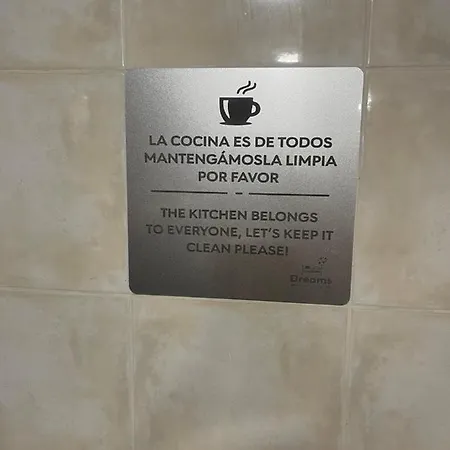 LA COCINA ES DE TODOS
MANTENGÁMOSLA LIMPIA
POR FAVOR
THE KITCHEN BELONGS
TO EVERYONE, LET'S KEEP IT
CLEAN PLEASE!
Dreams